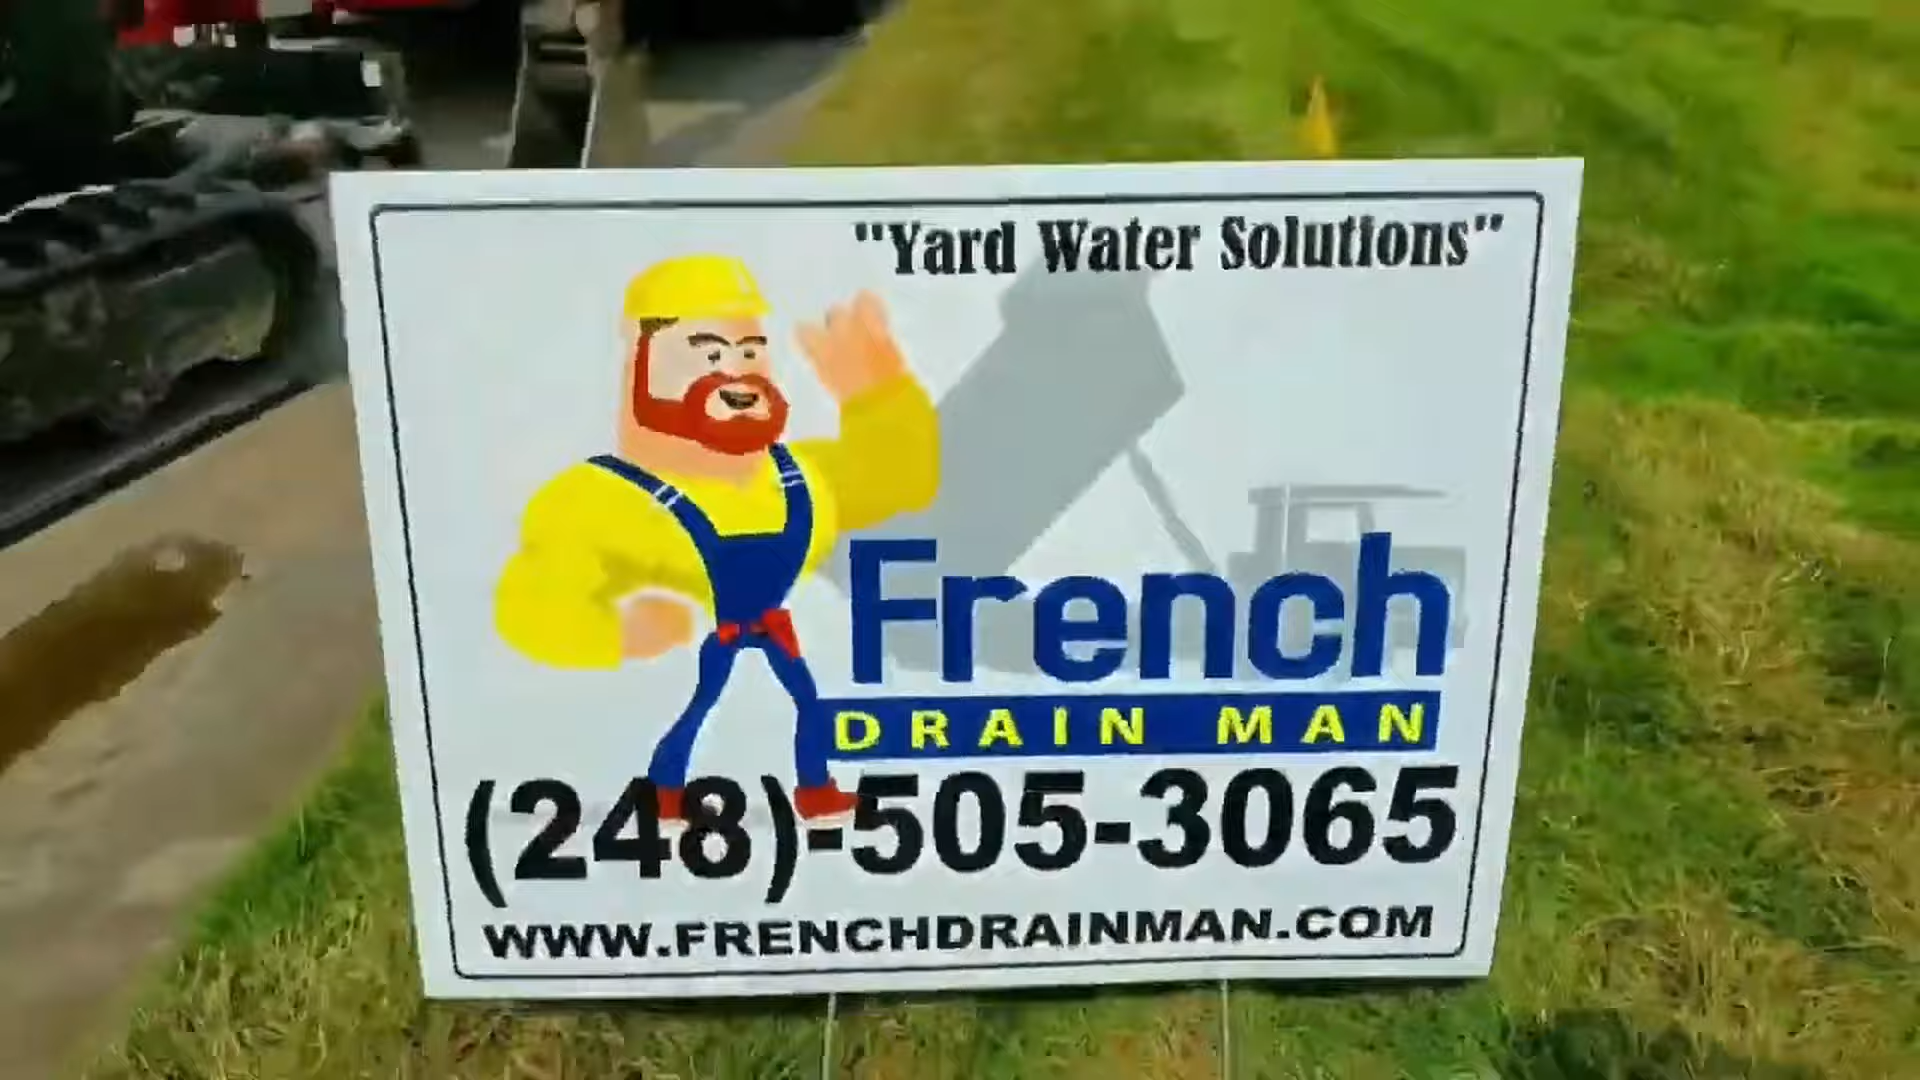 "Yard Water Solutions"
French
DRAIN MAN
(248)-505-3065
WWW.FRENCHDRAINMAN.COM